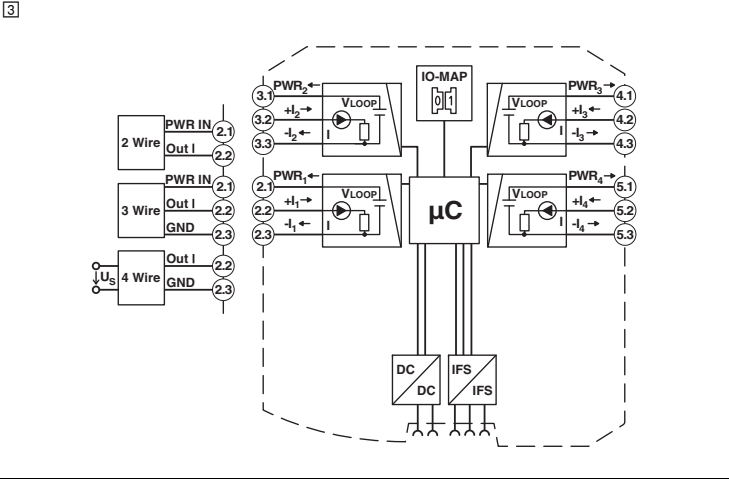 3
IO-MAP
0 1
3.1 PWR2
3.2 +I2
3.3 -I2
VLOOP
I
PWR3 4.1
+I3 4.2
-I3 4.3
VLOOP
I
2 Wire
PWR IN 2.1
Out I 2.2
3 Wire
PWR IN 2.1
Out I 2.2
GND 2.3
US 4 Wire
Out I 2.2
GND 2.3
2.1 PWR1
2.2 +I1
2.3 -I1
VLOOP
I
µC
PWR4 5.1
+I4 5.2
-I4 5.3
VLOOP
I
DC
DC
IFS
IFS